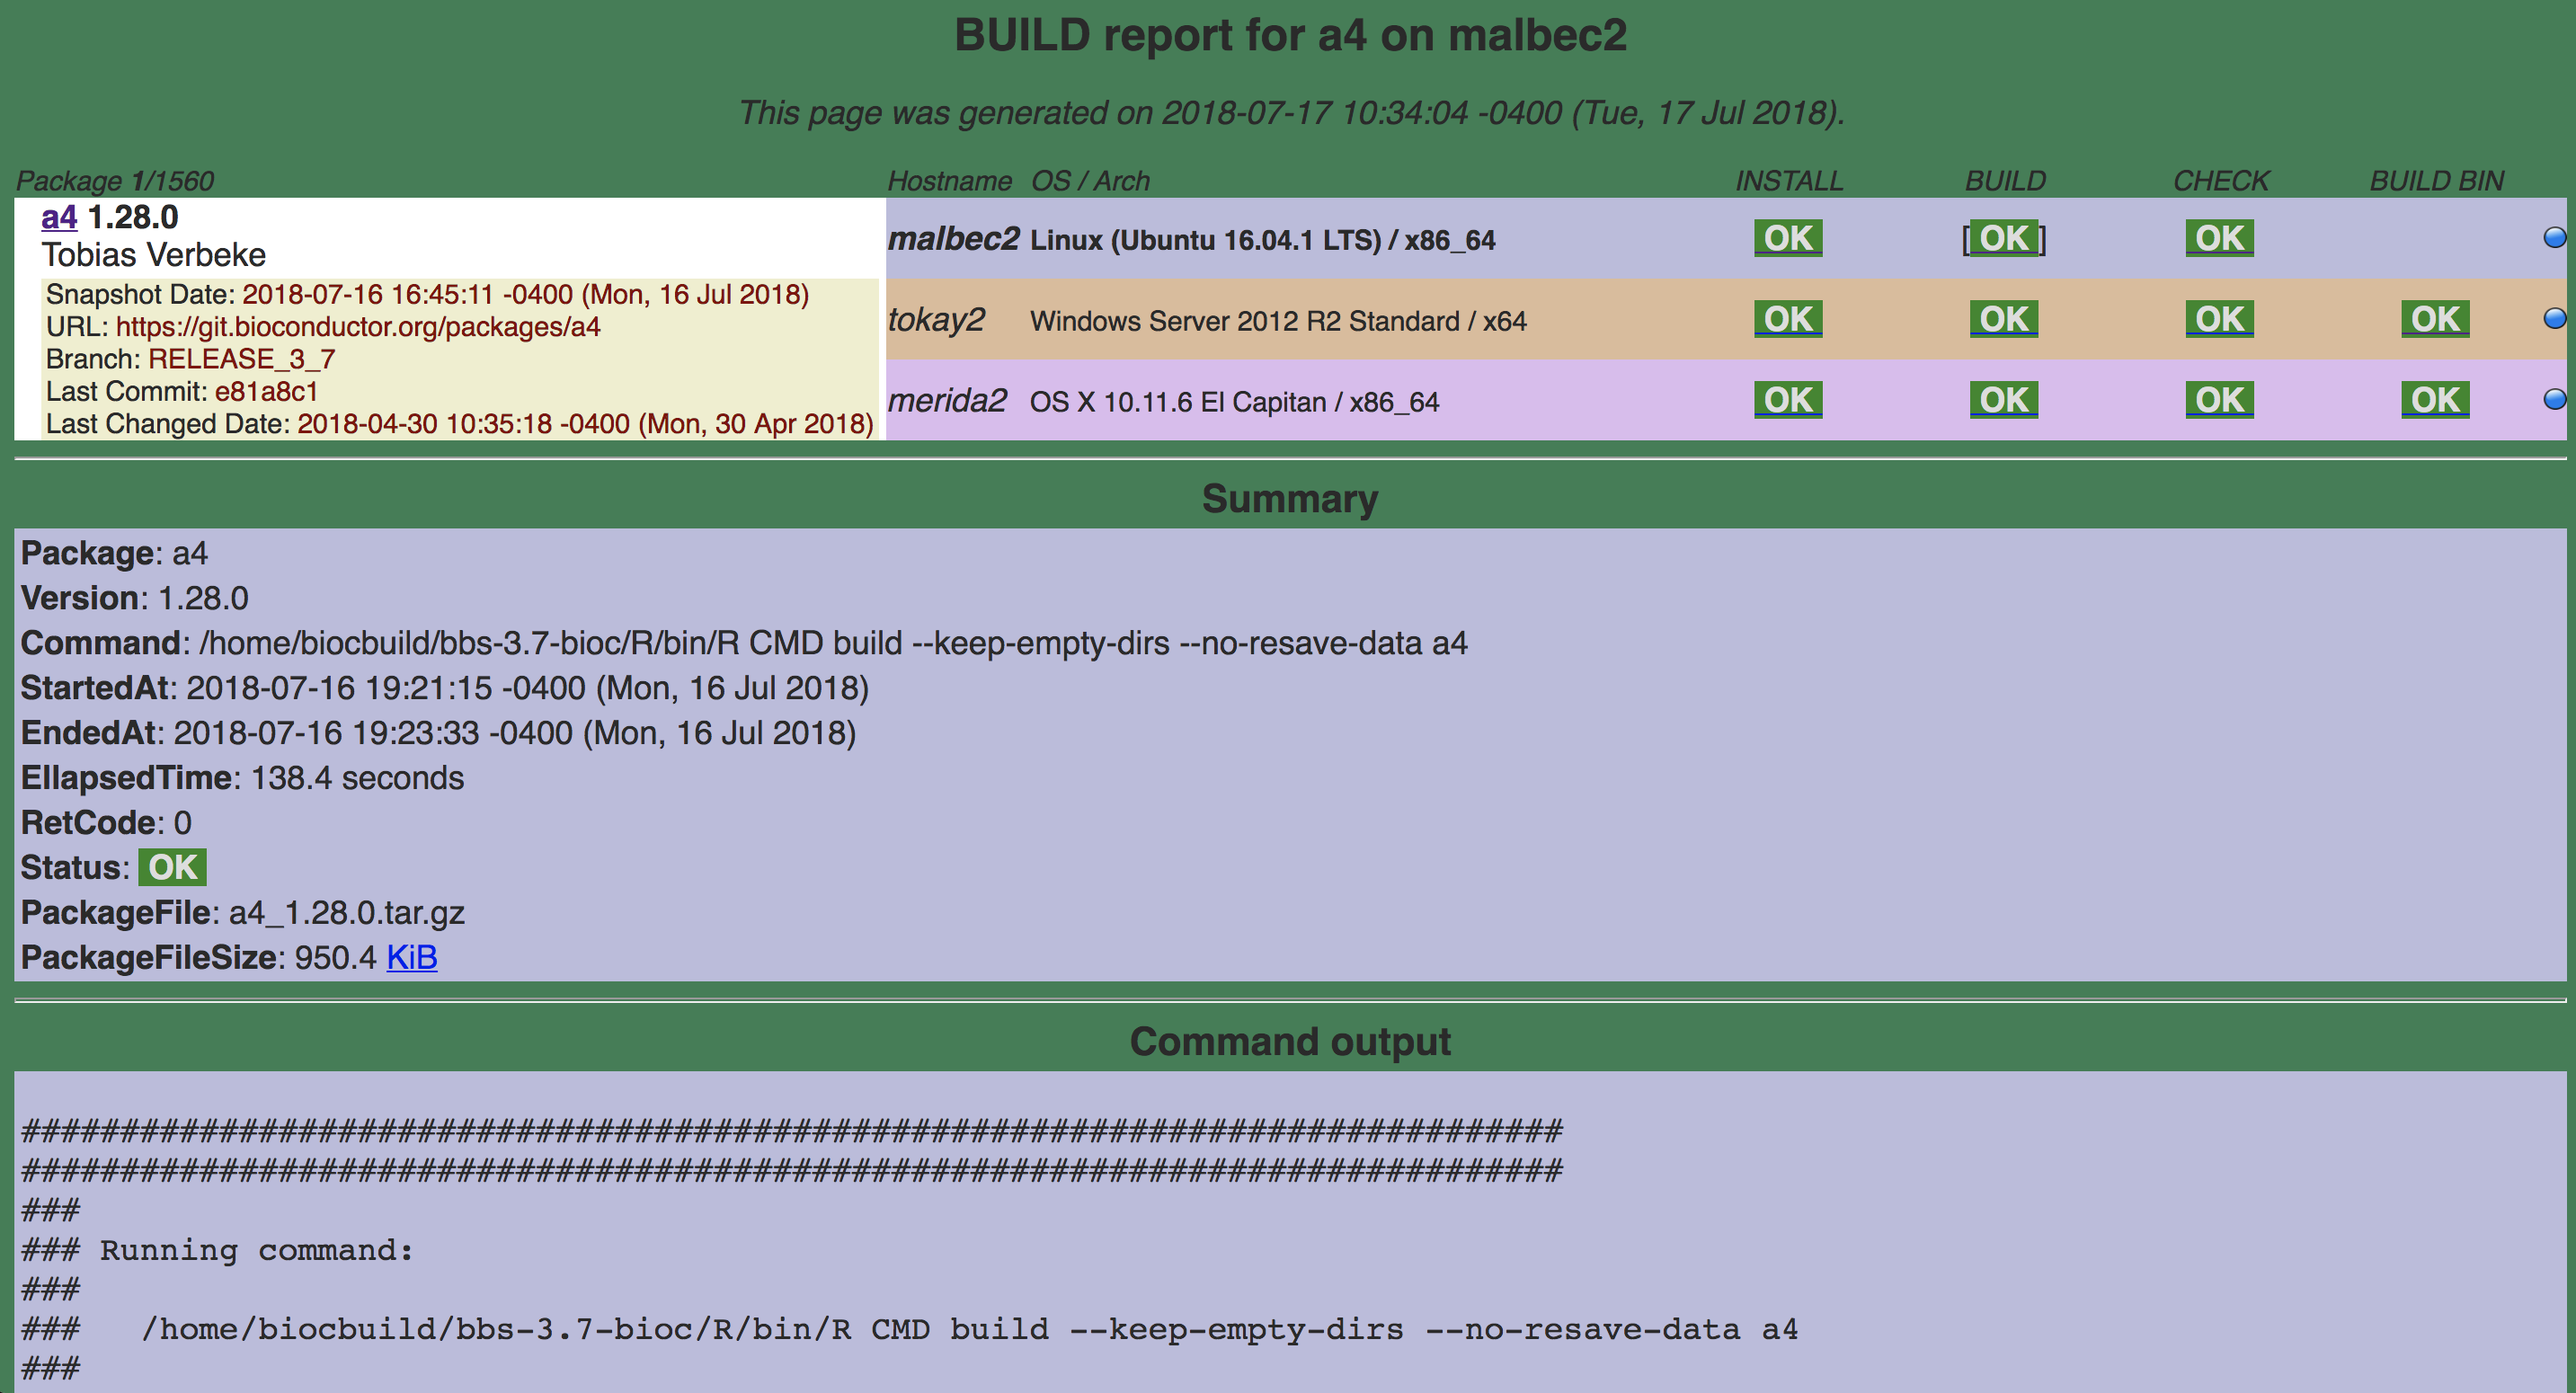 BUILD report for a4 on malbec2
This page was generated on 2018-07-17 10:34:04 -0400 (Tue, 17 Jul 2018).
Package 1/1560 Hostname OS / Arch INSTALL BUILD CHECK BUILD BIN
a4 1.28.0
Tobias Verbeke
Snapshot Date: 2018-07-16 16:45:11 -0400 (Mon, 16 Jul 2018)
URL: https://git.bioconductor.org/packages/a4
Branch: RELEASE_3_7
Last Commit: e81a8c1
Last Changed Date: 2018-04-30 10:35:18 -0400 (Mon, 30 Apr 2018)
malbec2 Linux (Ubuntu 16.04.1 LTS) / x86_64 OK [ OK ] OK
tokay2 Windows Server 2012 R2 Standard / x64 OK OK OK OK
merida2 OS X 10.11.6 El Capitan / x86_64 OK OK OK OK
Summary
Package: a4
Version: 1.28.0
Command: /home/biocbuild/bbs-3.7-bioc/R/bin/R CMD build --keep-empty-dirs --no-resave-data a4
StartedAt: 2018-07-16 19:21:15 -0400 (Mon, 16 Jul 2018)
EndedAt: 2018-07-16 19:23:33 -0400 (Mon, 16 Jul 2018)
EllapsedTime: 138.4 seconds
RetCode: 0
Status: OK
PackageFile: a4_1.28.0.tar.gz
PackageFileSize: 950.4 KiB
Command output
##############################################################################
##############################################################################
###
### Running command:
###
###   /home/biocbuild/bbs-3.7-bioc/R/bin/R CMD build --keep-empty-dirs --no-resave-data a4
###